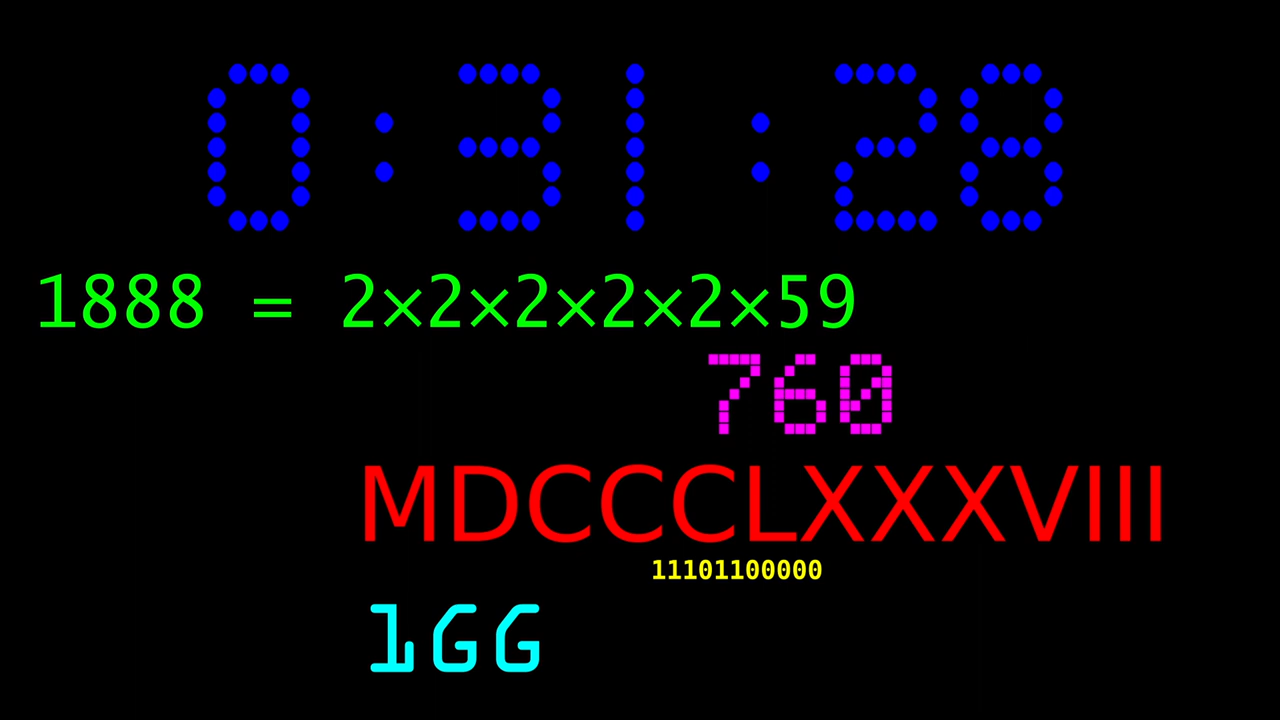 0:31:28
1888 = 2×2×2×2×2×59
760
MDCCCLXXXVIII
11101100000
1GG